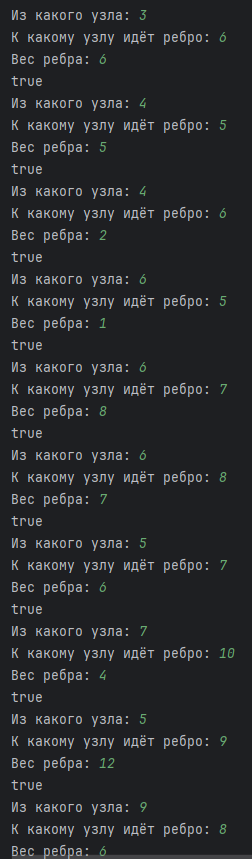 Из какого узла: 3
К какому узлу идёт ребро: 6
Вес ребра: 6
true
Из какого узла: 4
К какому узлу идёт ребро: 5
Вес ребра: 5
true
Из какого узла: 4
К какому узлу идёт ребро: 6
Вес ребра: 2
true
Из какого узла: 6
К какому узлу идёт ребро: 5
Вес ребра: 1
true
Из какого узла: 6
К какому узлу идёт ребро: 7
Вес ребра: 8
true
Из какого узла: 6
К какому узлу идёт ребро: 8
Вес ребра: 7
true
Из какого узла: 5
К какому узлу идёт ребро: 7
Вес ребра: 6
true
Из какого узла: 7
К какому узлу идёт ребро: 10
Вес ребра: 4
true
Из какого узла: 5
К какому узлу идёт ребро: 9
Вес ребра: 12
true
Из какого узла: 9
К какому узлу идёт ребро: 8
Вес ребра: 6